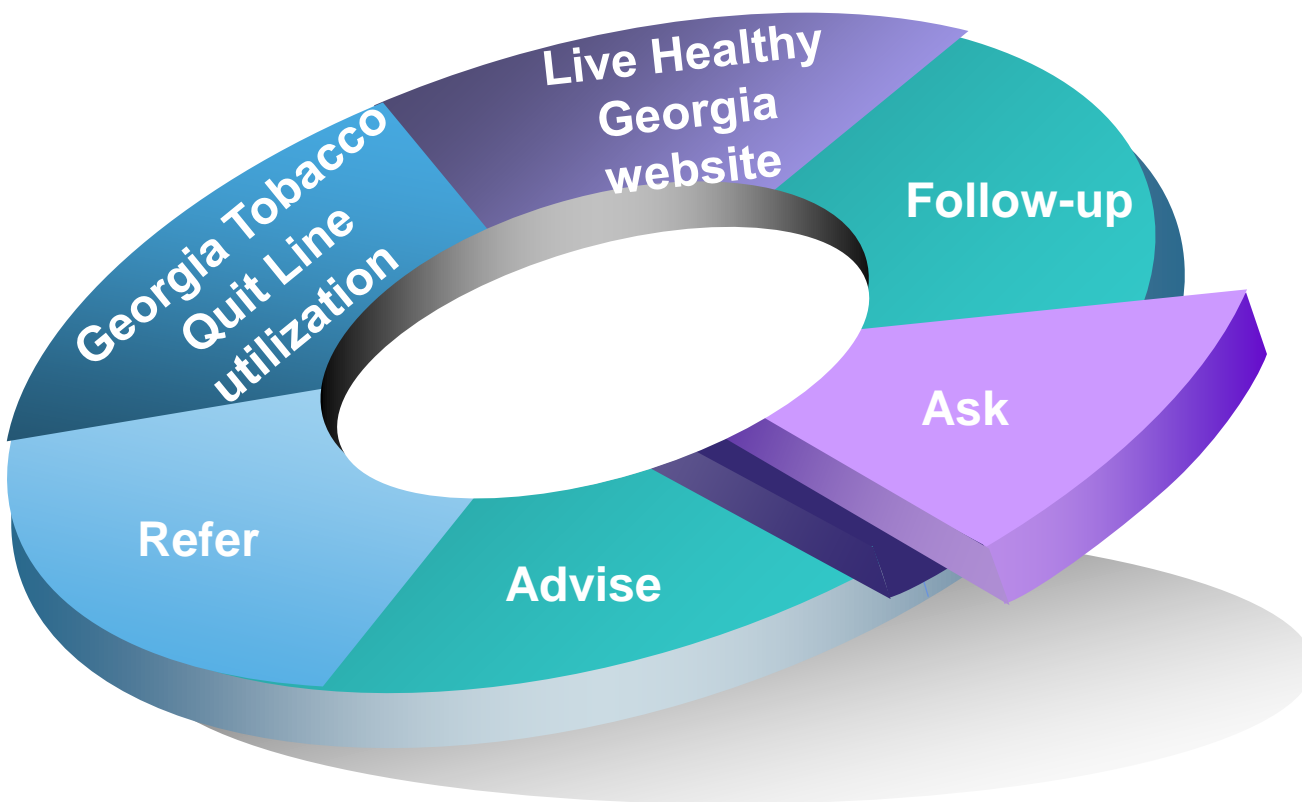 Live Healthy
Georgia
website
Follow-up
Ask
Advise
Refer
Georgia Tobacco
Quit Line
utilization